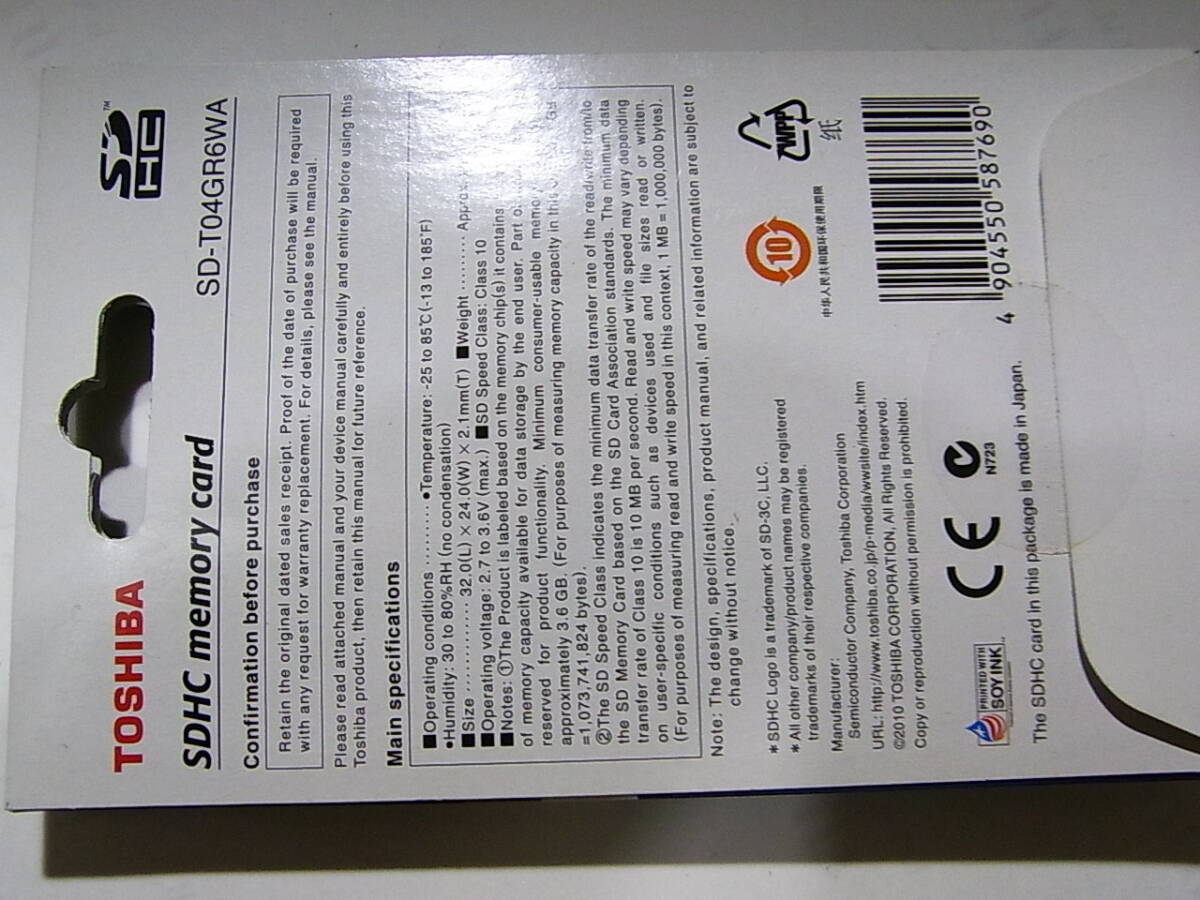 TOSHIBA
SD HC ™
SDHC memory card
SD-T04GR6WA
Confirmation before purchase
Retain the original dated sales receipt. Proof of the date of purchase will be required
with any request for warranty replacement. For details, please see the manual.
Please read attached manual and your device manual carefully and entirely before using this
Toshiba product, then retain this manual for future reference.
Main specifications
■Operating conditions ·········· •Temperature: -25 to 85℃(-13 to 185°F)
•Humidity: 30 to 80%RH (no condensation)
■Size ············ 32.0(L) × 24.0(W) × 2.1mm(T) ■Weight ·········
■Operating voltage: 2.7 to 3.6V (max.) ■SD Speed Class: Class 10
■Notes: ①The Product is labeled based on the memory chip(s) it contains
of memory capacity available for data storage by the end user. Part
reserved for product functionality. Minimum consumer-usable
approximately 3.6 GB. (For purposes of measuring memory capacity in this
=1,073,741,824 bytes).
②The SD Speed Class indicates the minimum data transfer rate of the read/write from/to
the SD Memory Card based on the SD Card Association standards. The minimum data
transfer rate of Class 10 is 10 MB per second. Read and write speed may vary depending
on user-specific conditions such as devices used and file sizes read or written.
(For purposes of measuring read and write speed in this context, 1 MB = 1,000,000 bytes).
Note: The design, specifications, product manual, and related information are subject to
change without notice.
* SDHC Logo is a trademark of SD-3C, LLC.
* All other company/product names may be registered
trademarks of their respective companies.
Manufacturer:
Semiconductor Company, Toshiba Corporation
URL: http://www.toshiba.co.jp/p-media/wwsite/index.htm
©2010 TOSHIBA CORPORATION, All Rights Reserved.
Copy or reproduction without permission is prohibited.
10
中华人民共和国环保使用期限
WPP
纸
4 904550 587690
PRINTED WITH
SOY INK
CE
N723
The SDHC card in this package is made in Japan.